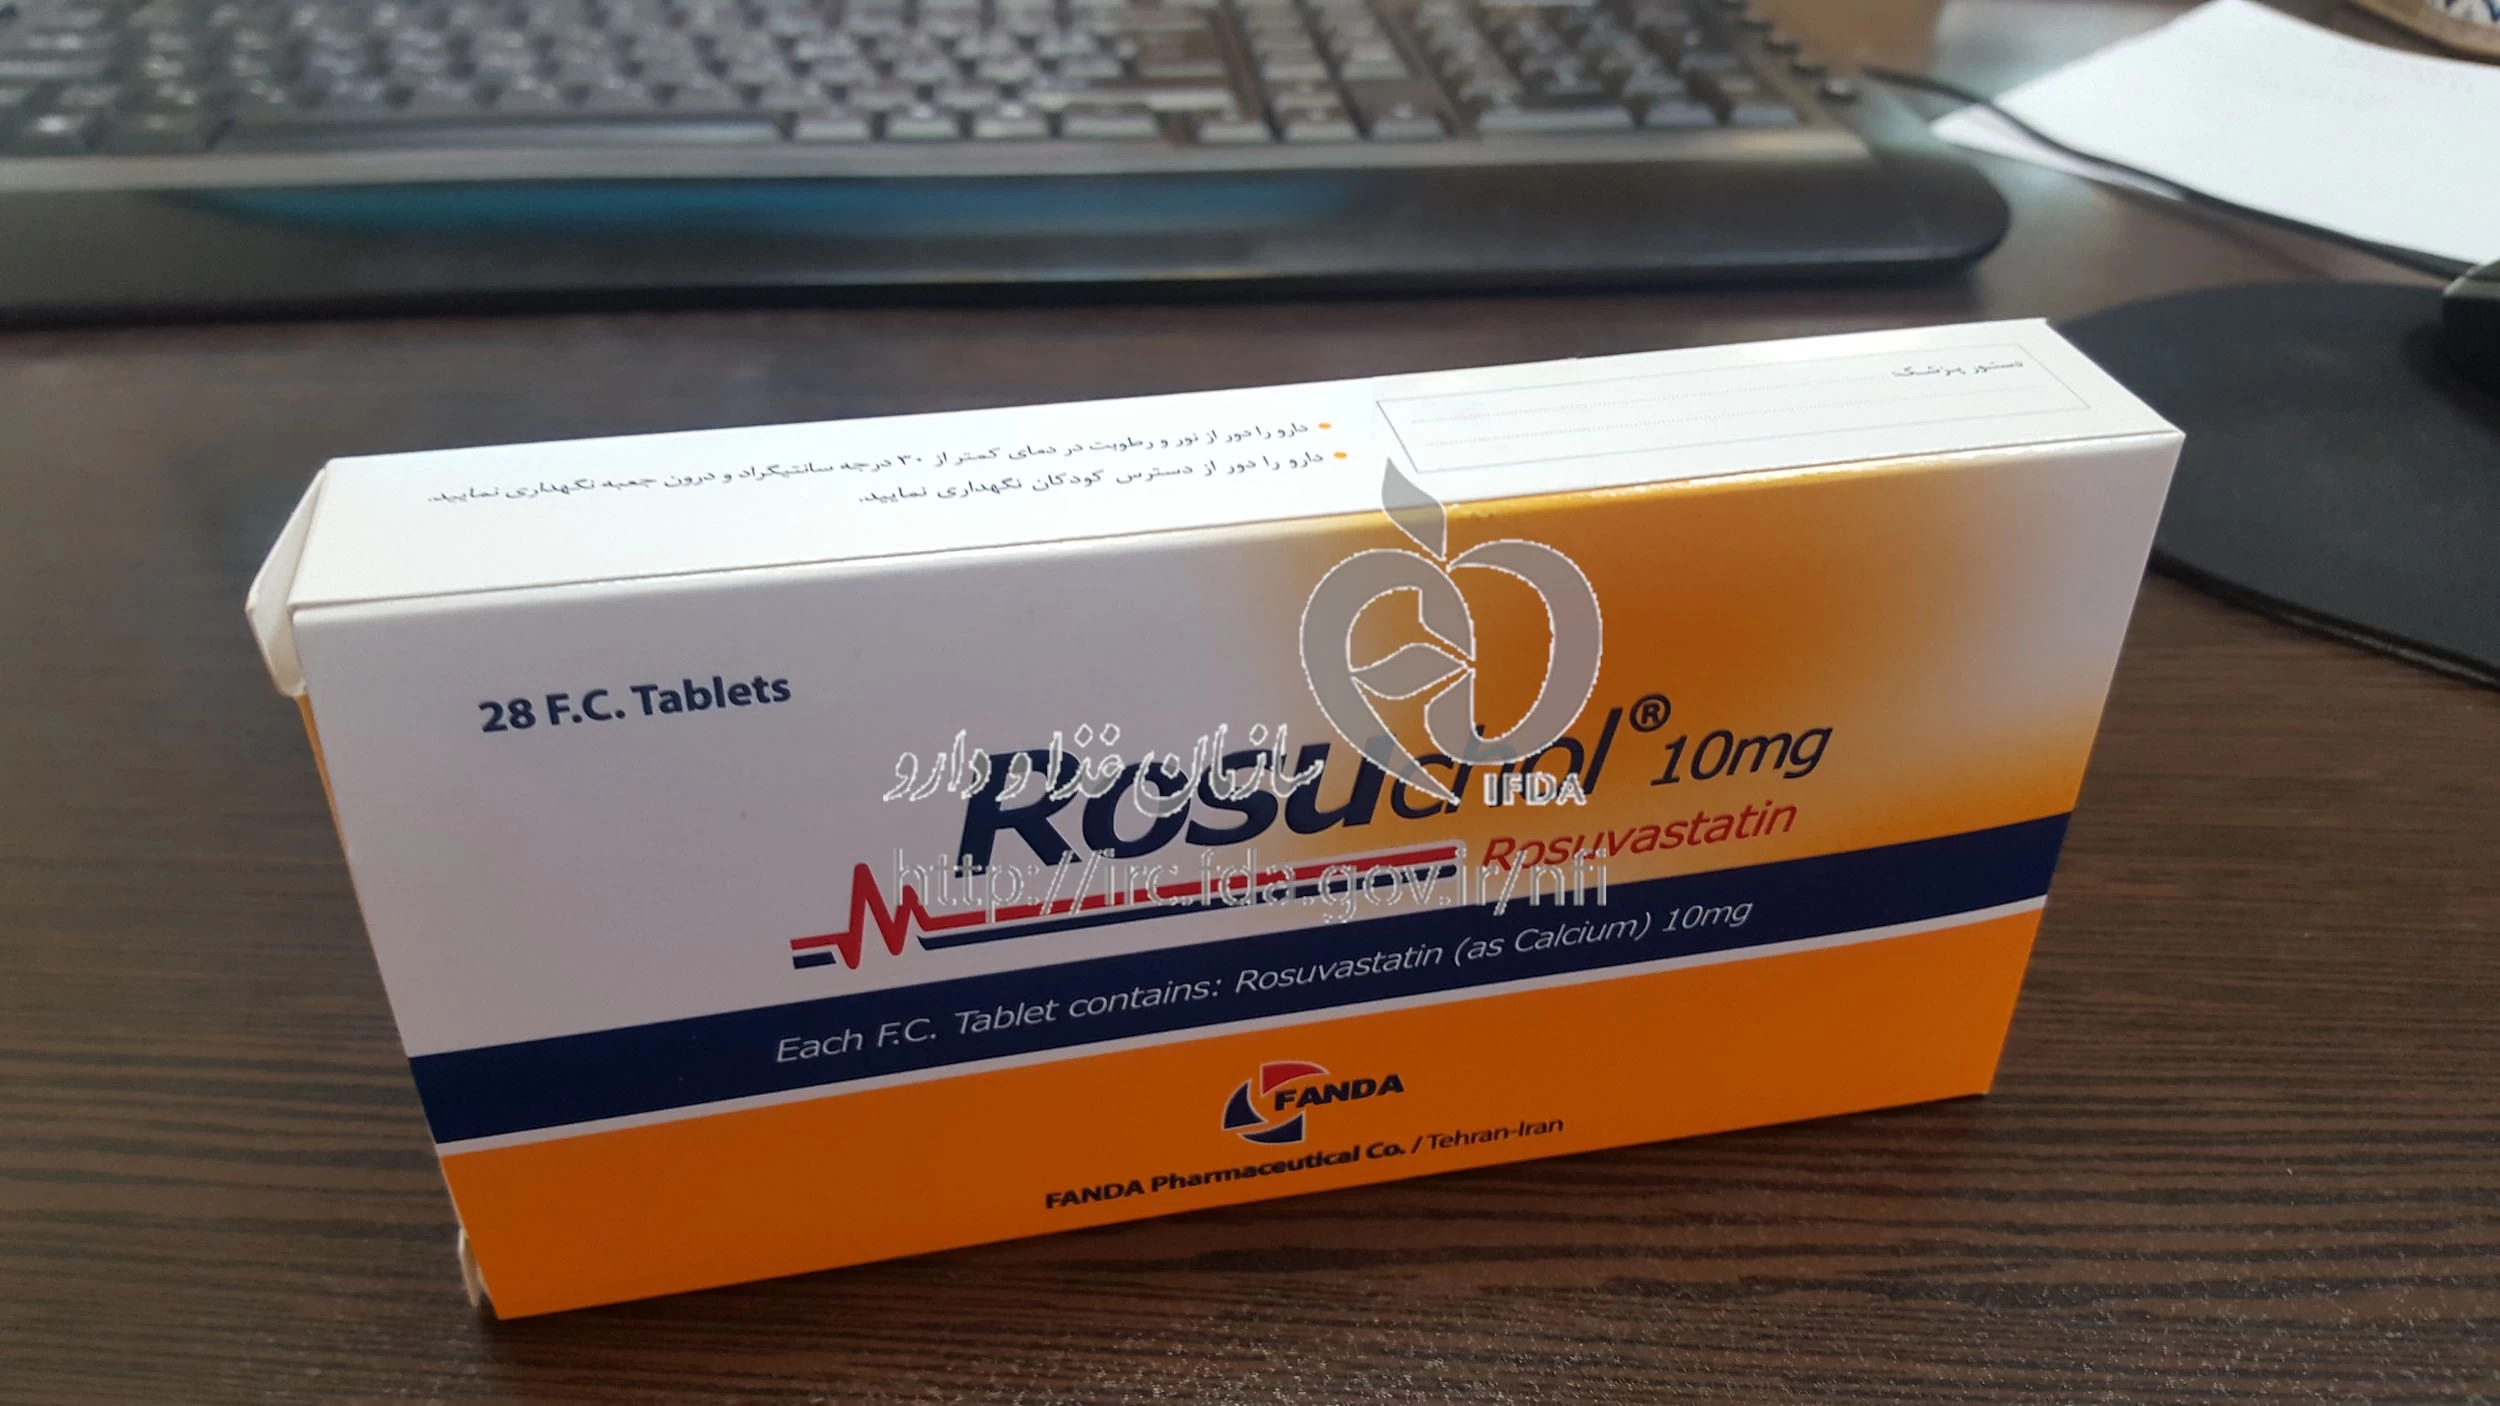 دستور پزشک:
دارو را دور از نور و رطوبت در دمای کمتر از ۳۰ درجه سانتیگراد و درون جعبه نگهداری نمایید.
دارو را دور از دسترس کودکان نگهداری نمایید.
28 F.C. Tablets
Rosuchol® 10mg
Rosuvastatin
Each F.C. Tablet contains: Rosuvastatin (as Calcium) 10mg
FANDA
FANDA Pharmaceutical Co. / Tehran-Iran
سازمان غذا و دارو
IFDA
http://irc.fda.gov.ir/nfi